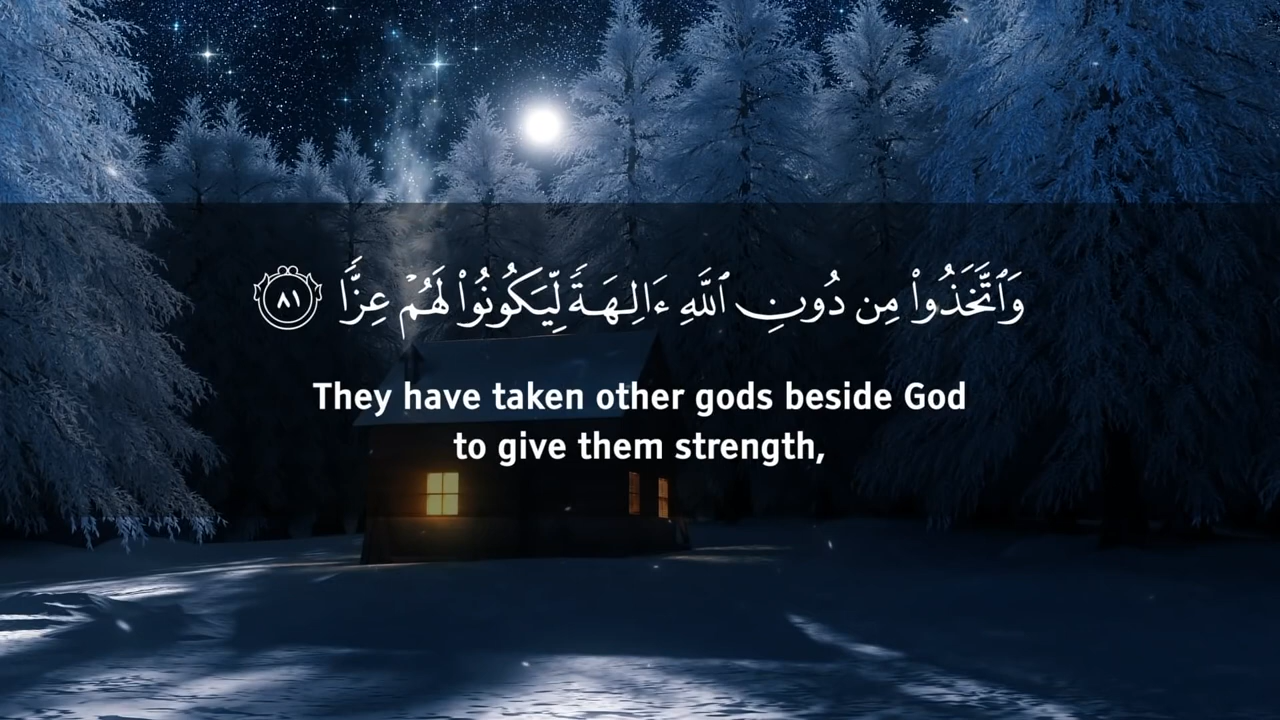 وَٱتَّخَذُوا۟ مِن دُونِ ٱللَّهِ ءَالِهَةً لِّيَكُونُوا۟ لَهُمْ عِزًّا ٨١
They have taken other gods beside God
to give them strength,